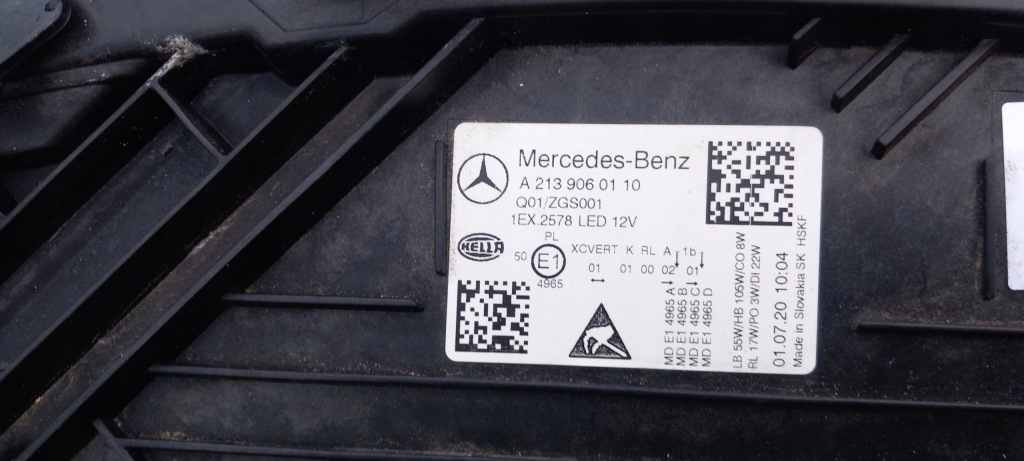 Mercedes-Benz
A 213 906 01 10
Q01/ZGS001
1EX.2578 LED 12V
HELLA
PL
50 E1 XCVERT K RL A 1b
01 01 00 02 01
4965
MD E1 4965 A
MD E1 4965 B
MD E1 4965 C
MD E1 4965 D
LB 55W/HB 105W/CO 8W
RL 17W/PO 3W/DI 22W
01.07.20 10:04
Made in Slovakia SK HSKF